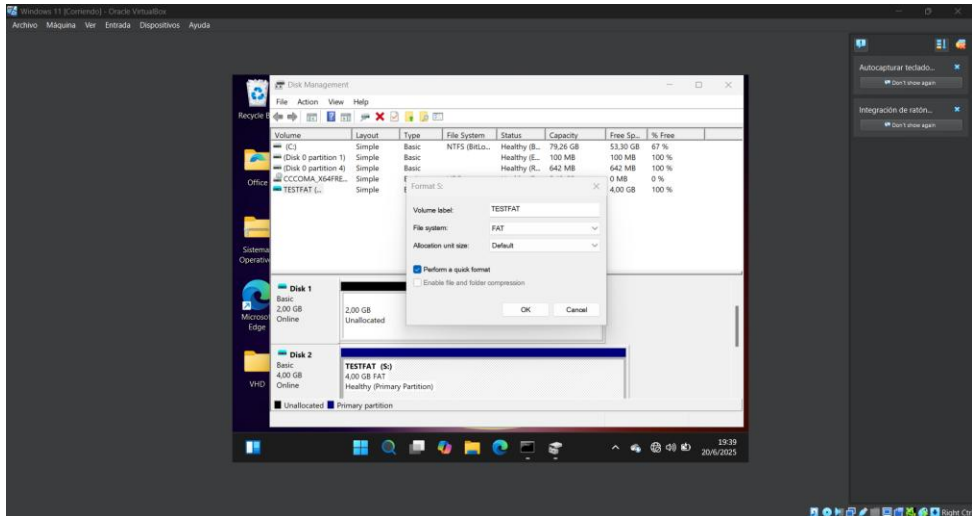 Windows 11 [Corriendo] - Oracle VirtualBox
Archivo Máquina Ver Entrada Dispositivos Ayuda
Autocapturar teclado...
Don't show again
Integración de ratón...
Don't show again
Recycle B
Office
Sistema
Operativ
Microsof
Edge
VHD
Disk Management
File Action View Help
Volume Layout Type File System Status Capacity Free Sp... % Free
(C:) Simple Basic NTFS (BitLo... Healthy (B... 79,26 GB 53,30 GB 67 %
(Disk 0 partition 1) Simple Basic Healthy (E... 100 MB 100 MB 100 %
(Disk 0 partition 4) Simple Basic Healthy (R... 642 MB 642 MB 100 %
CCCOMA_X64FRE... Simple 0 MB 0 %
TESTFAT (... Simple 4,00 GB 100 %
Format S:
Volume label: TESTFAT
File system: FAT
Allocation unit size: Default
Perform a quick format
Enable file and folder compression
OK Cancel
Disk 1
Basic
2,00 GB
Online
2,00 GB
Unallocated
Disk 2
Basic
4,00 GB
Online
TESTFAT (S:)
4,00 GB FAT
Healthy (Primary Partition)
Unallocated Primary partition
19:39
20/6/2025
Right Ctr